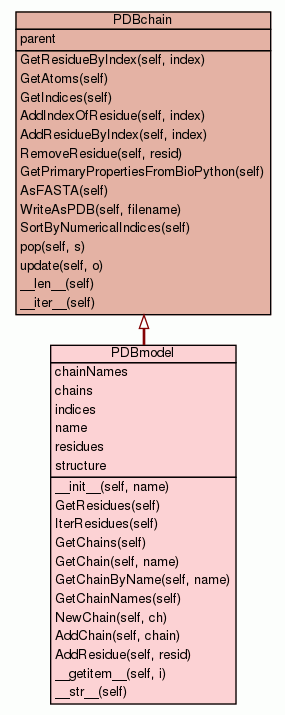 PDBchain
parent
GetResidueByIndex(self, index)
GetAtoms(self)
GetIndices(self)
AddIndexOfResidue(self, index)
AddResidueByIndex(self, index)
RemoveResidue(self, resid)
GetPrimaryPropertiesFromBioPython(self)
AsFASTA(self)
WriteAsPDB(self, filename)
SortByNumericalIndices(self)
pop(self, s)
update(self, o)
__len__(self)
__iter__(self)
PDBmodel
chainNames
chains
indices
name
residues
structure
__init__(self, name)
GetResidues(self)
IterResidues(self)
GetChains(self)
GetChain(self, name)
GetChainByName(self, name)
GetChainNames(self)
NewChain(self, ch)
AddChain(self, chain)
AddResidue(self, resid)
__getitem__(self, i)
__str__(self)